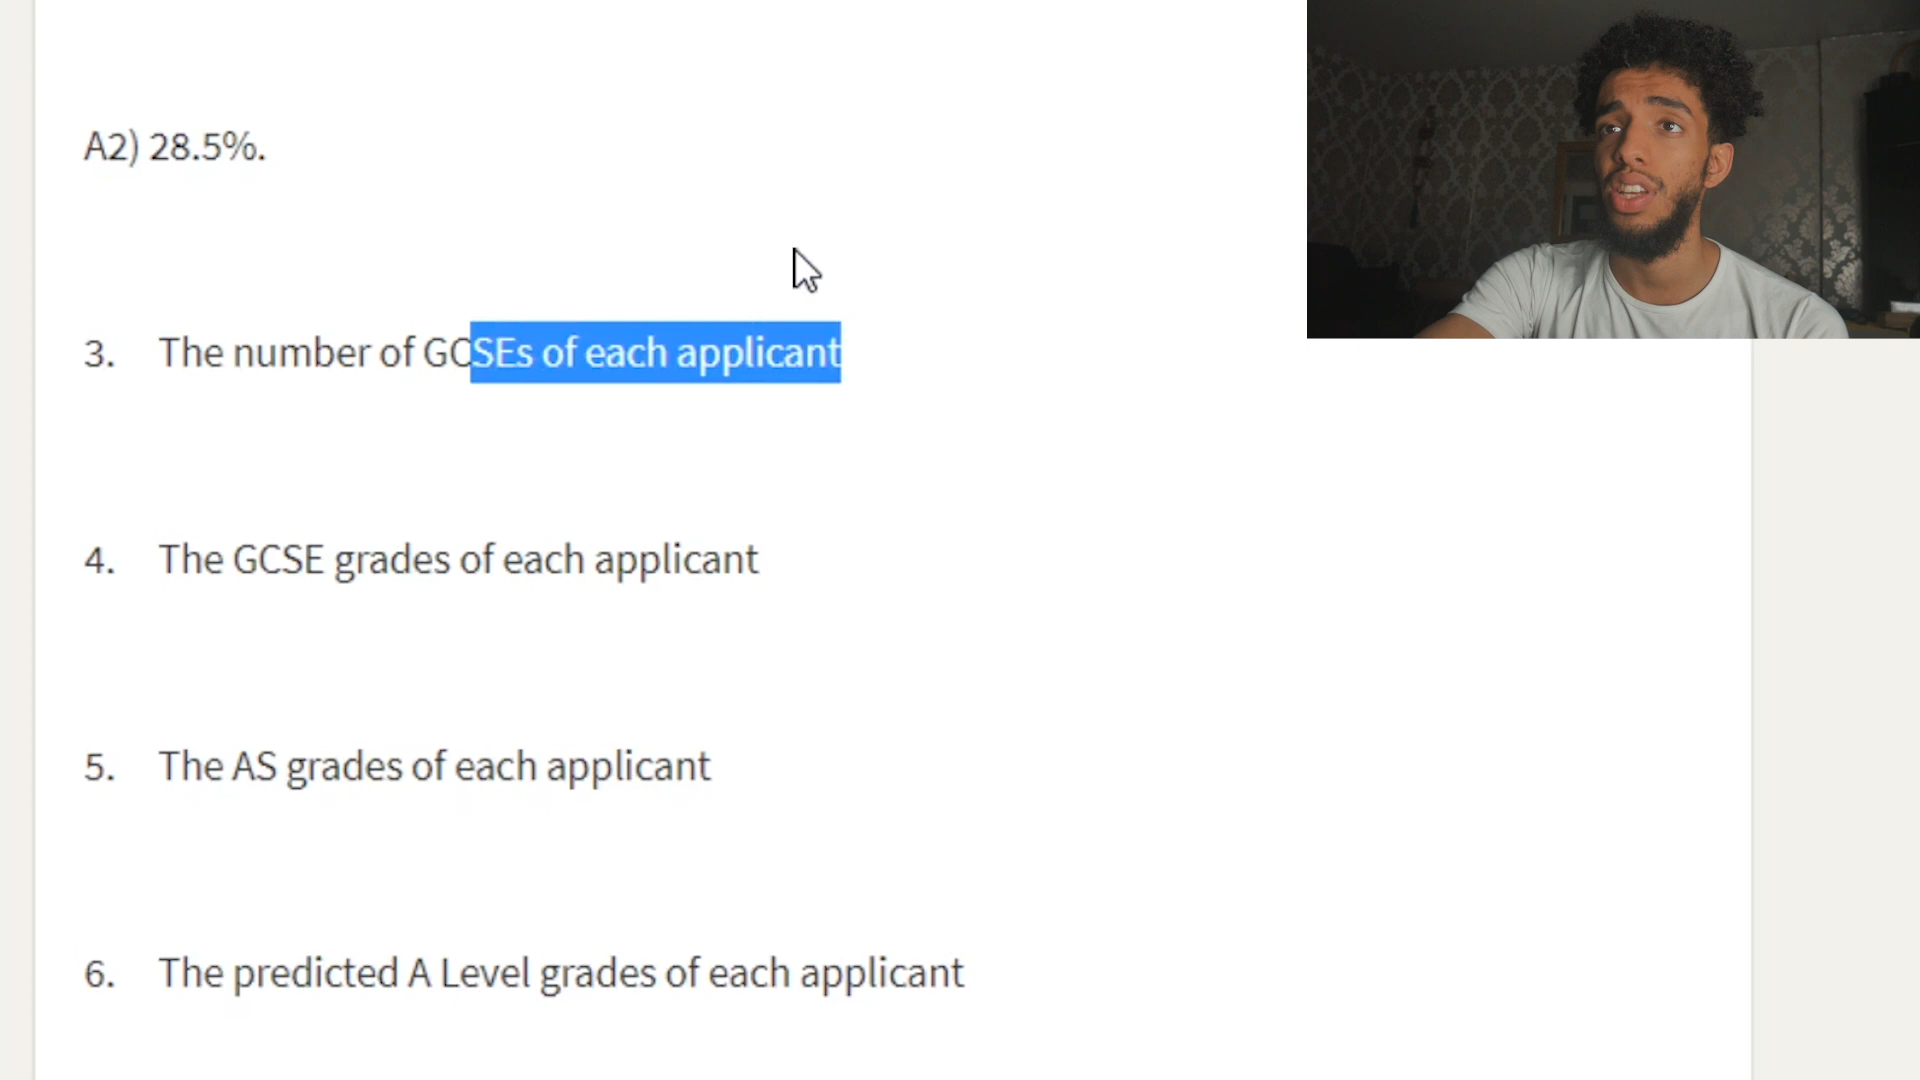 A2) 28.5%.
3. The number of GCSEs of each applicant
4. The GCSE grades of each applicant
5. The AS grades of each applicant
6. The predicted A Level grades of each applicant